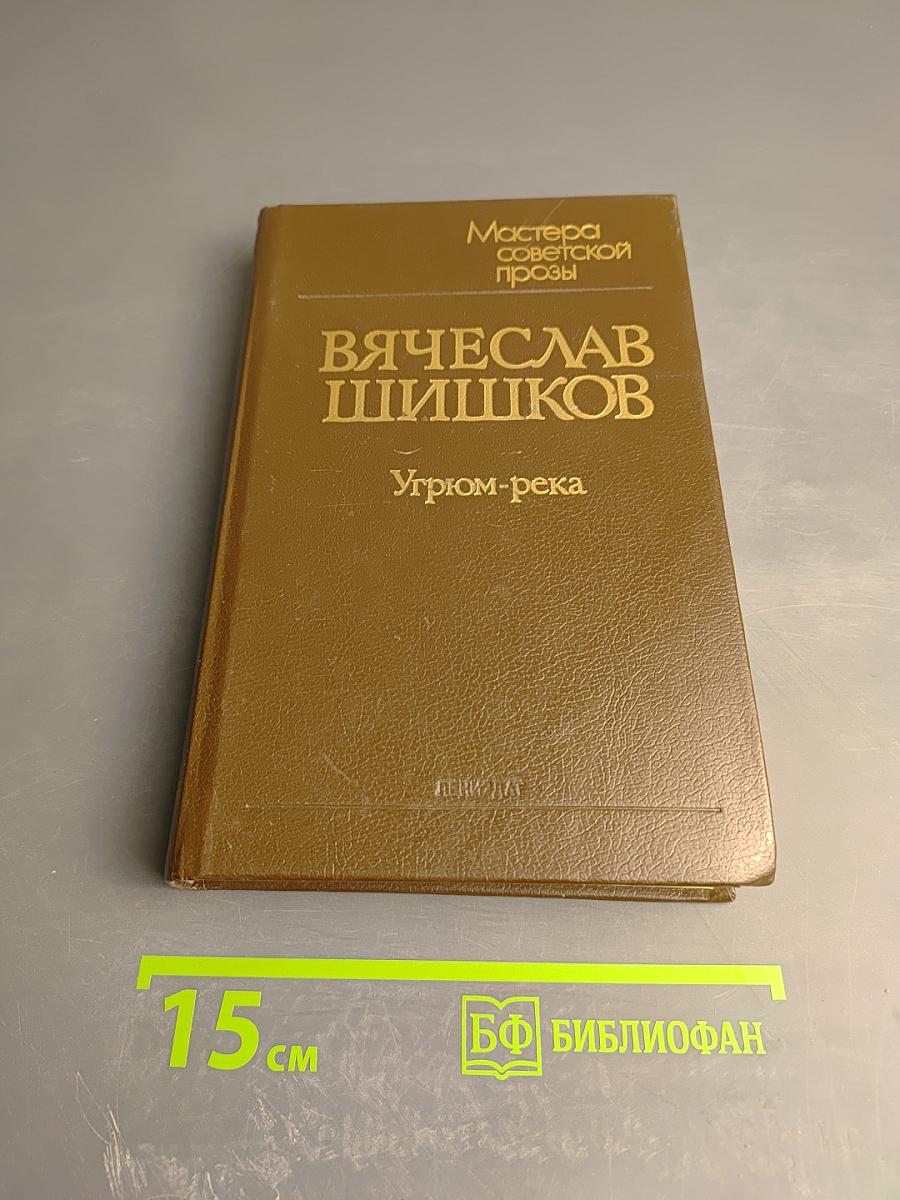 Мастера
советской
прозы
ВЯЧЕСЛАВ
ШИШКОВ
Угрюм-река
15 см
БФ БИБЛИОФАН